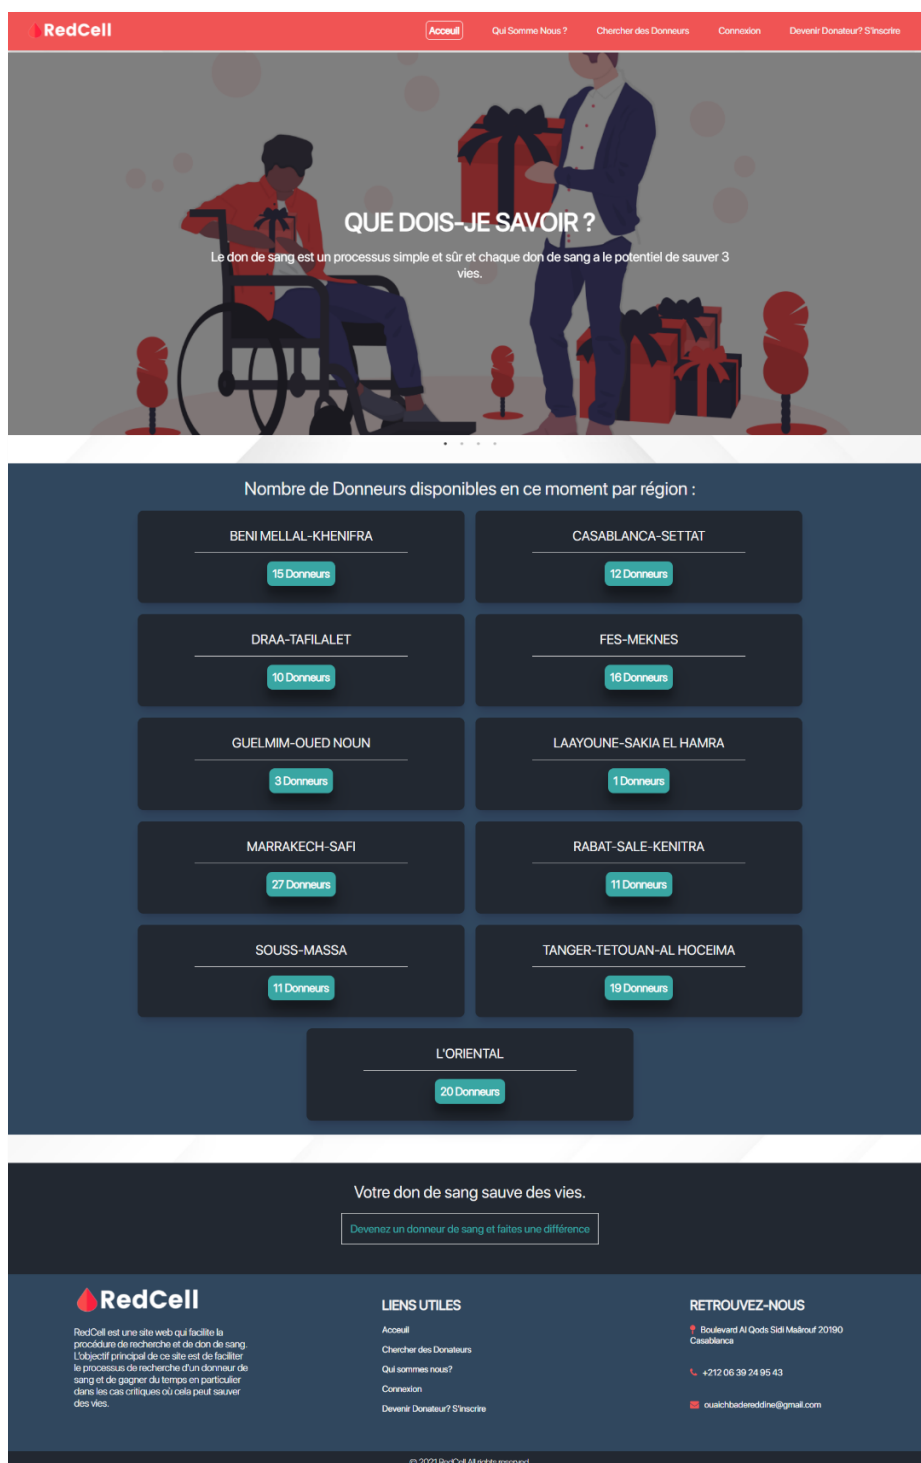 RedCell
Acceuil
Qui Somme Nous ?
Chercher des Donneurs
Connexion
Devenir Donateur? S'inscrire
QUE DOIS-JE SAVOIR ?
Le don de sang est un processus simple et sûr et chaque don de sang a le potentiel de sauver 3
vies.
Nombre de Donneurs disponibles en ce moment par région :
BENI MELLAL-KHENIFRA
15 Donneurs
CASABLANCA-SETTAT
12 Donneurs
DRAA-TAFILALET
10 Donneurs
FES-MEKNES
16 Donneurs
GUELMIM-OUED NOUN
3 Donneurs
LAAYOUNE-SAKIA EL HAMRA
1 Donneurs
MARRAKECH-SAFI
27 Donneurs
RABAT-SALE-KENITRA
11 Donneurs
SOUSS-MASSA
11 Donneurs
TANGER-TETOUAN-AL HOCEIMA
19 Donneurs
L'ORIENTAL
20 Donneurs
Votre don de sang sauve des vies.
Devenez un donneur de sang et faites une différence
RedCell
RedCell est une site web qui facilite la
procédure de recherche et de don de sang.
L'objectif principal de ce site est de faciliter
le processus de recherche d'un donneur de
sang et de gagner du temps en particulier
dans les cas critiques où cela peut sauver
des vies.
LIENS UTILES
Acceuil
Chercher des Donateurs
Qui sommes nous?
Connexion
Devenir Donateur? S'inscrire
RETROUVEZ-NOUS
Boulevard Al Qods Sidi Maârouf 20190
Casablanca
+212 06 39 24 95 43
ouaichbadereddine@gmail.com
© 2021 RedCell All rights reserved